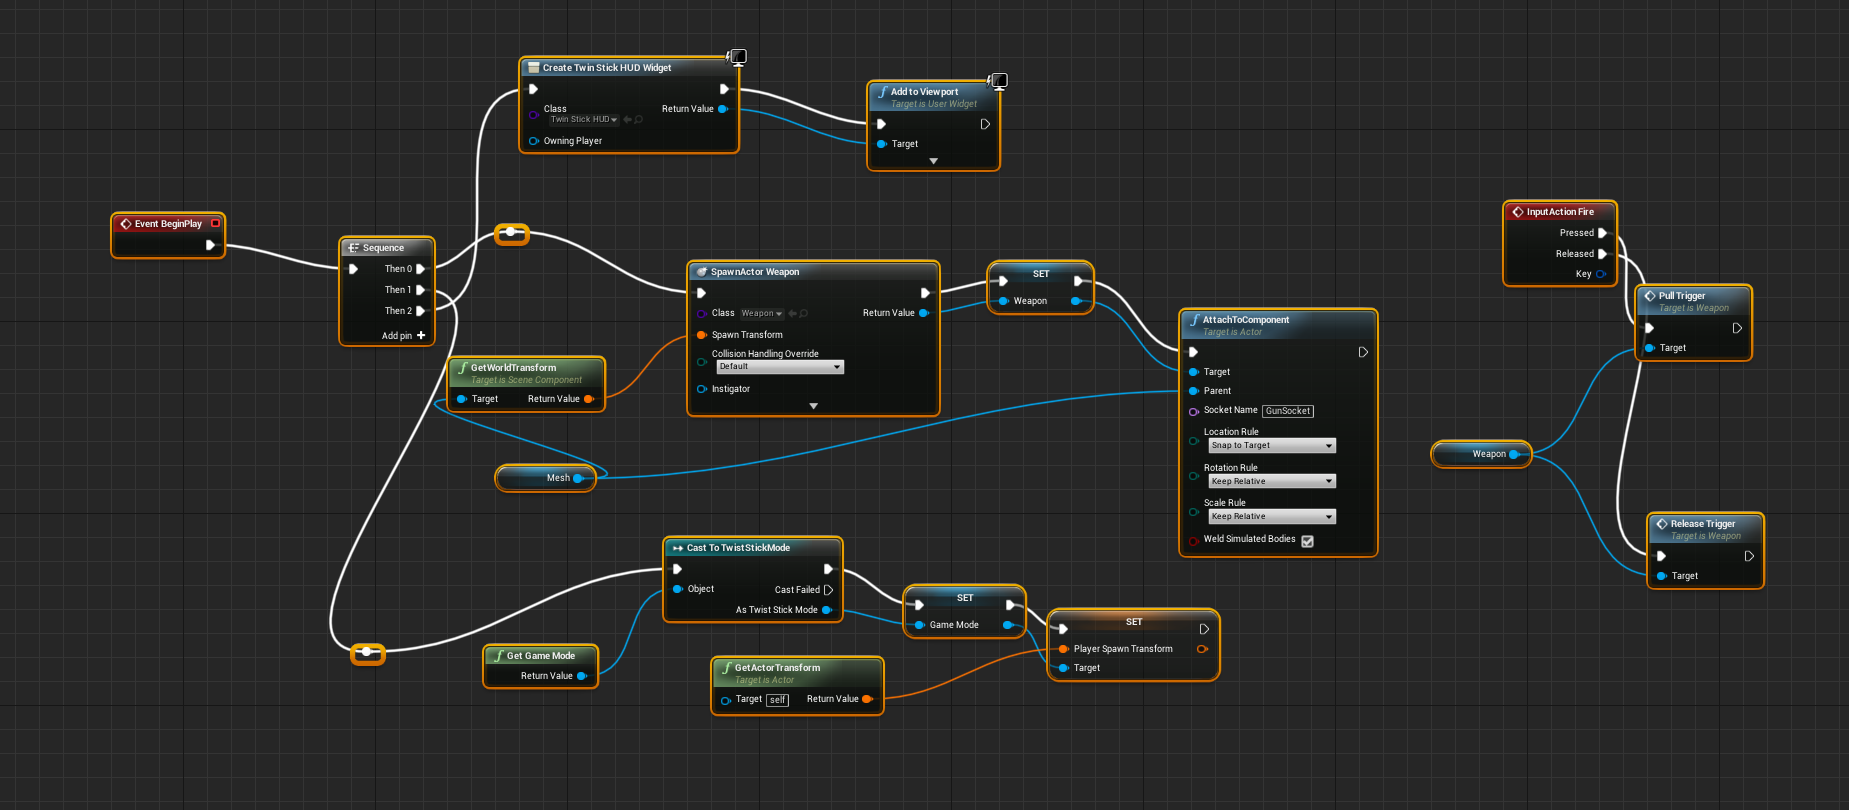 Create Twin Stick HUD Widget
Class
Twin Stick HUD
Return Value
Owning Player
Add to Viewport
Target is User Widget
Target
Event BeginPlay
Sequence
Then 0
Then 1
Then 2
Add pin
SpawnActor Weapon
Class
Weapon
Return Value
Spawn Transform
Collision Handling Override
Default
Instigator
SET
Weapon
GetWorldTransform
Target is Scene Component
Target
Return Value
Mesh
AttachToComponent
Target is Actor
Target
Parent
Socket Name
GunSocket
Location Rule
Snap to Target
Rotation Rule
Keep Relative
Scale Rule
Keep Relative
Weld Simulated Bodies
Cast To TwistStickMode
Object
Cast Failed
As Twist Stick Mode
Get Game Mode
Return Value
SET
Game Mode
SET
Player Spawn Transform
Target
GetActorTransform
Target is Actor
Target
self
Return Value
InputAction Fire
Pressed
Released
Key
Pull Trigger
Target is Weapon
Target
Weapon
Release Trigger
Target is Weapon
Target